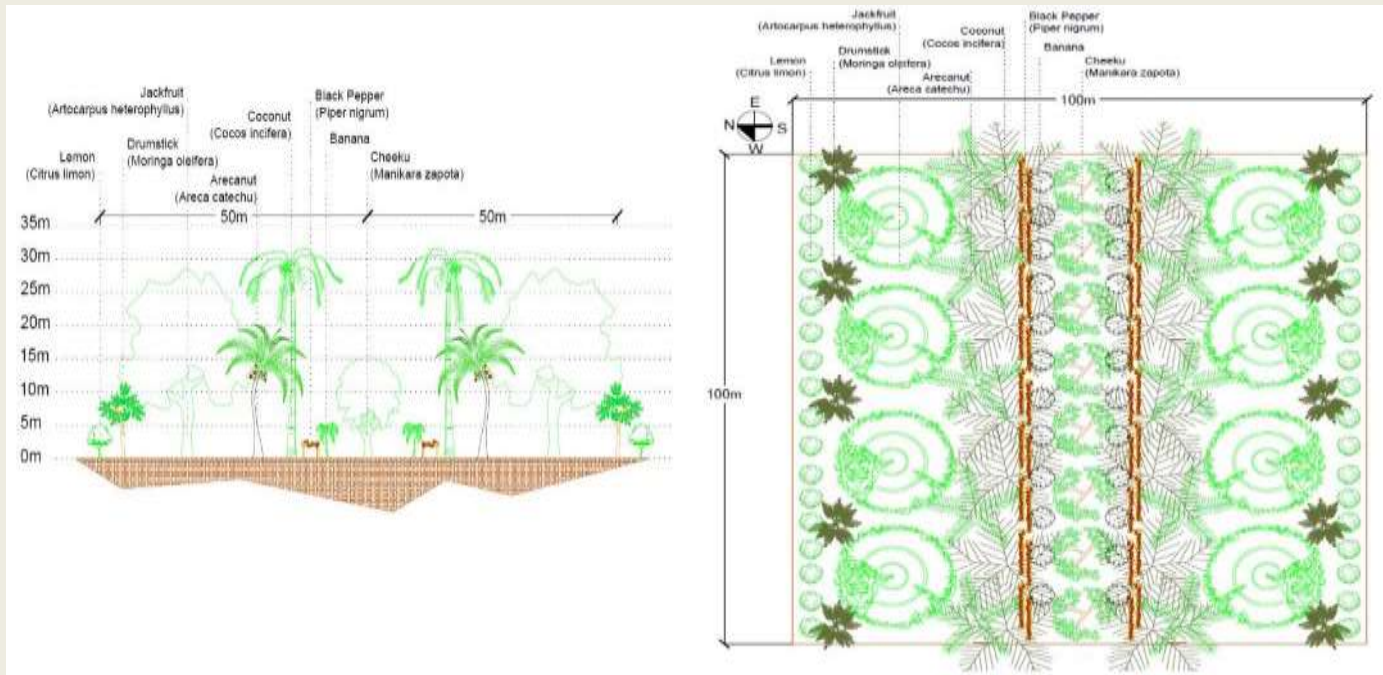 Jackfruit
(Artocarpus heterophyllus)
Coconut
(Cocos incifera)
Black Pepper
(Piper nigrum)
Lemon
(Citrus limon)
Drumstick
(Moringa oleifera)
Arecanut
(Areca catechu)
Banana
Cheeku
(Manikara zapota)
50m
50m
35m
30m
25m
20m
15m
10m
5m
0m
Jackfruit
(Artocarpus heterophyllus)
Coconut
(Cocos incifera)
Black Pepper
(Piper nigrum)
Lemon
(Citrus limon)
Drumstick
(Moringa oleifera)
Arecanut
(Areca catechu)
Banana
Cheeku
(Manikara zapota)
100m
E
N
S
W
100m